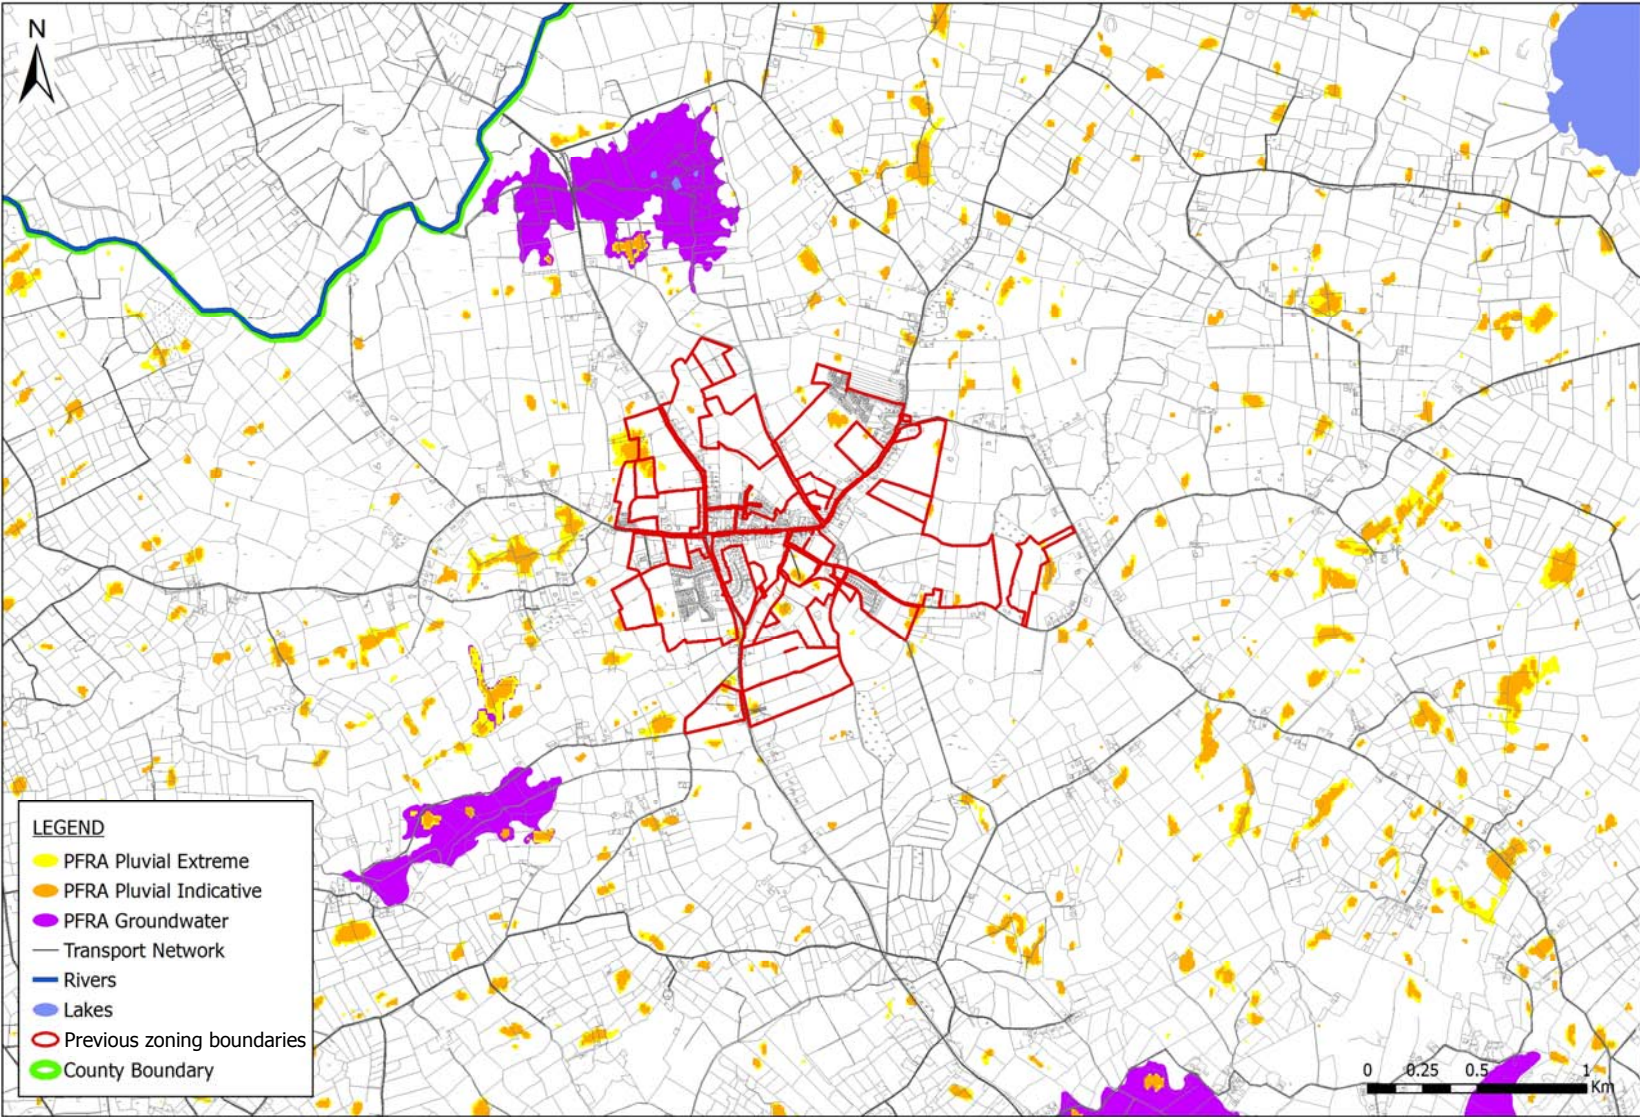 N
LEGEND
PFRA Pluvial Extreme
PFRA Pluvial Indicative
PFRA Groundwater
Transport Network
Rivers
Lakes
Previous zoning boundaries
County Boundary
0 0.25 0.5 1
Km